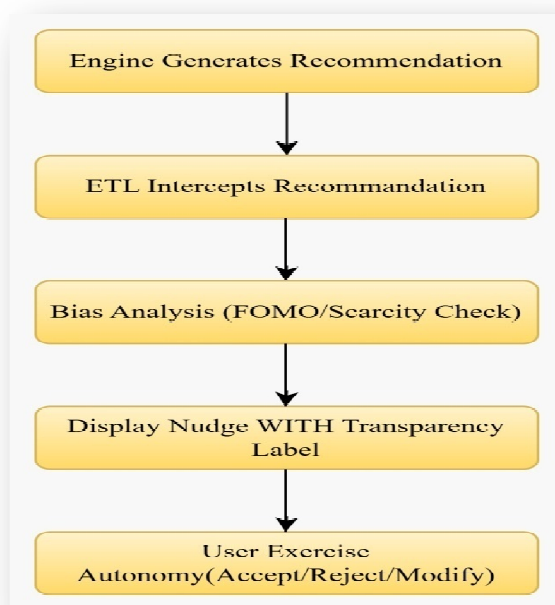 Engine Generates Recommendation
ETL Intercepts Recommandation
Bias Analysis (FOMO/Scarcity Check)
Display Nudge WITH Transparency
Label
User Exercise
Autonomy(Accept/Reject/Modify)